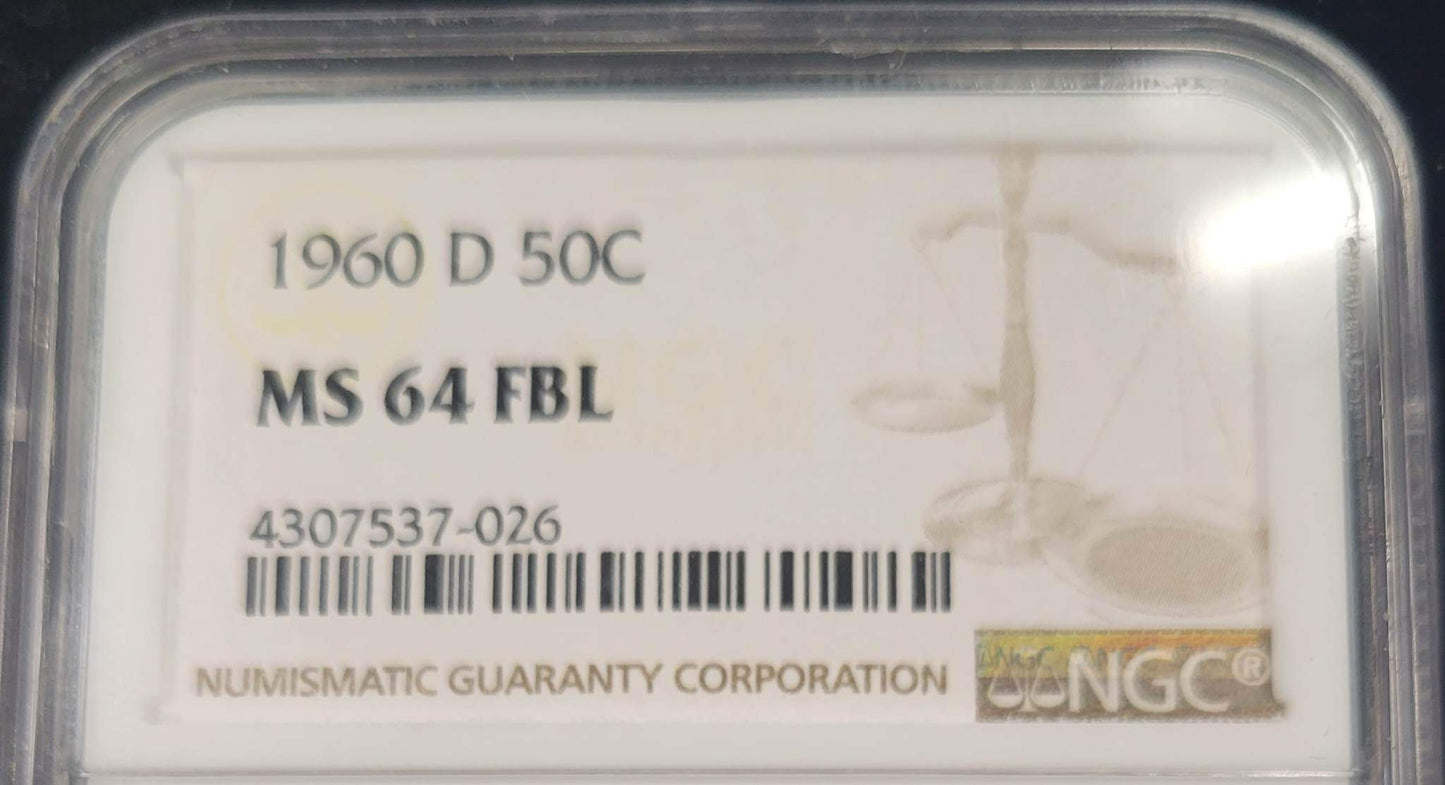 1960 D 50C
MS 64 FBL
4307537-026
NUMISMATIC GUARANTY CORPORATION
NGC®